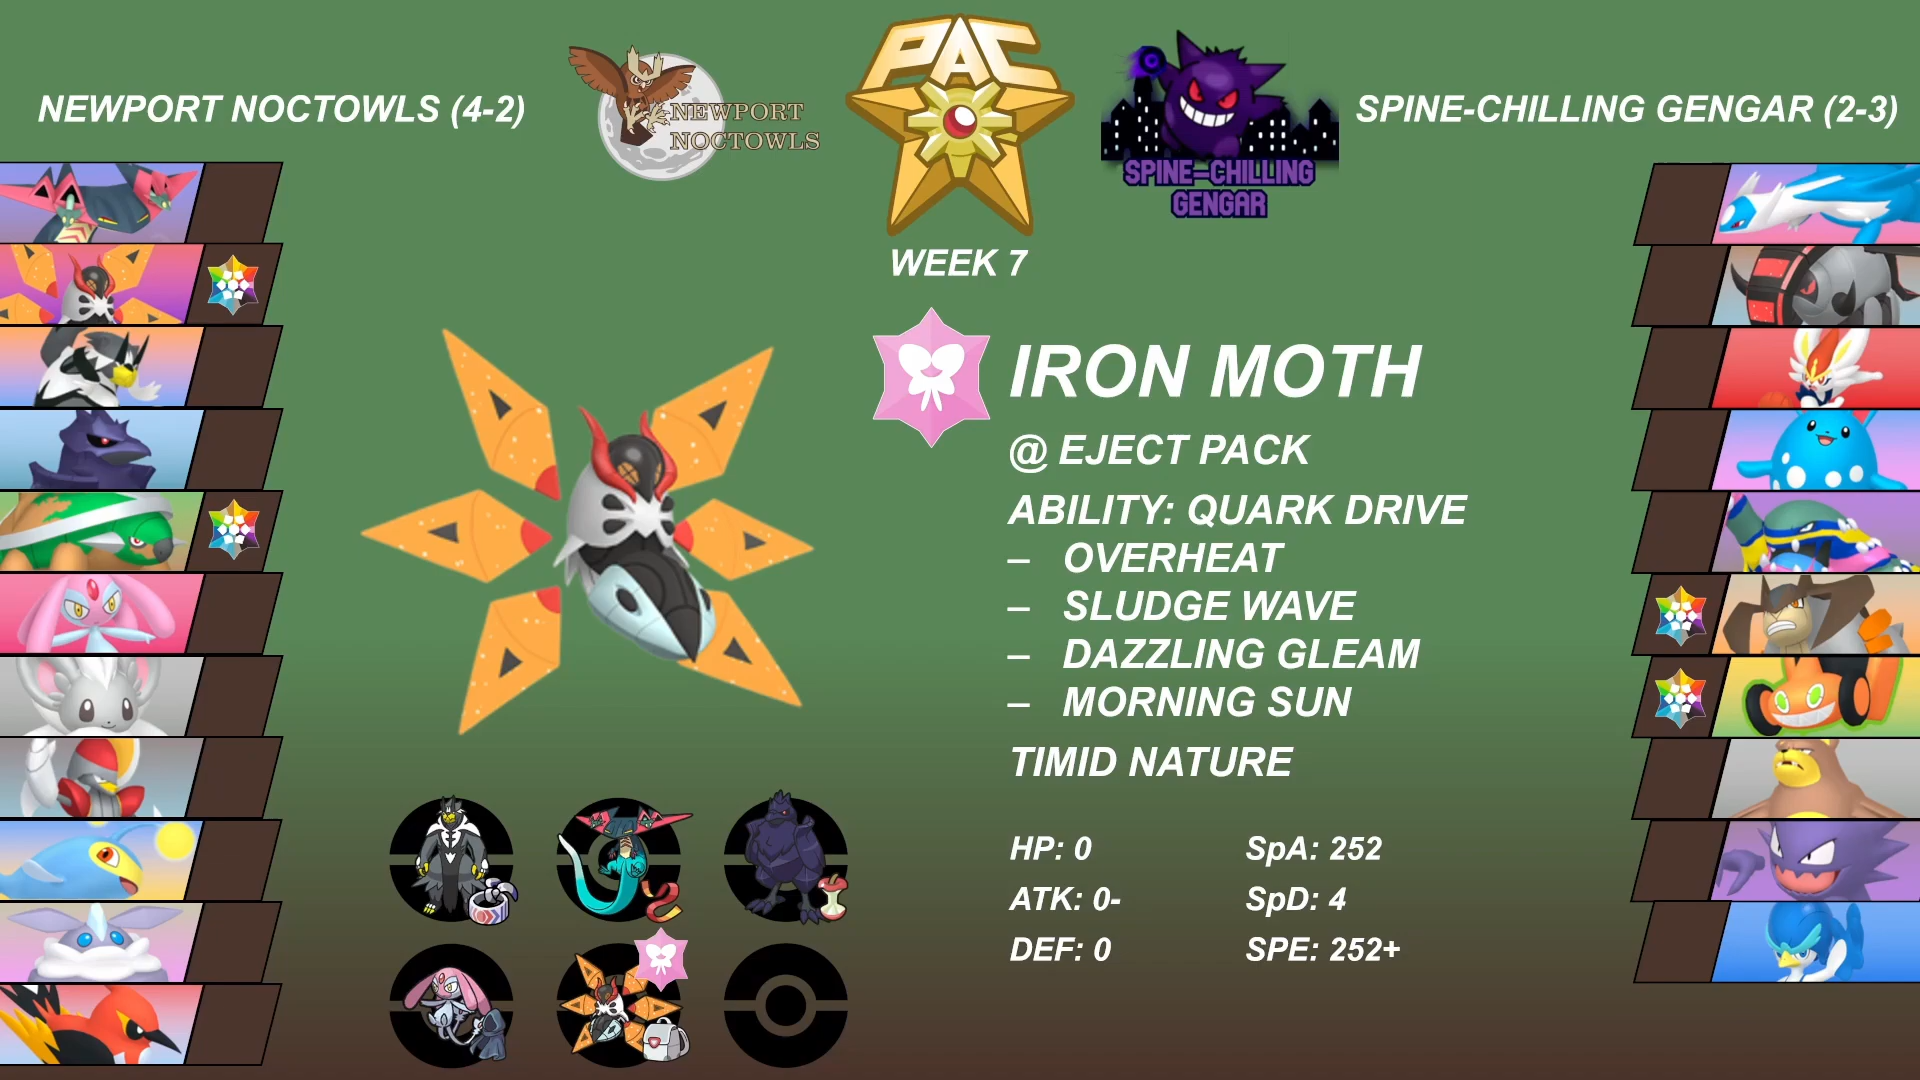 PAC
NEWPORT NOCTOWLS (4-2)
NEWPORT
NOCTOWLS
SPINE-CHILLING
GENGAR
SPINE-CHILLING GENGAR (2-3)
WEEK 7
IRON MOTH
@ EJECT PACK
ABILITY: QUARK DRIVE
– OVERHEAT
– SLUDGE WAVE
– DAZZLING GLEAM
– MORNING SUN
TIMID NATURE
HP: 0 SpA: 252
ATK: 0- SpD: 4
DEF: 0 SPE: 252+